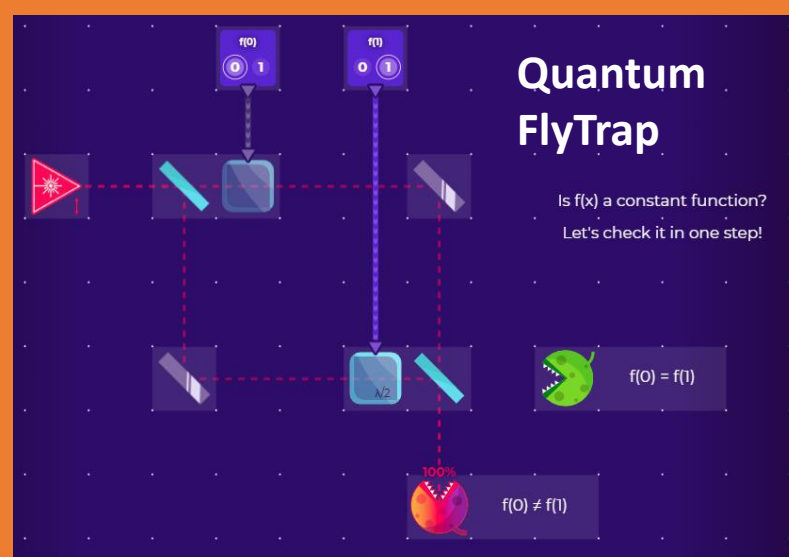 f(0)
0 1
f(1)
0 1
Quantum
FlyTrap
Is f(x) a constant function?
Let's check it in one step!
λ/2
f(0) = f(1)
100%
f(0) ≠ f(1)